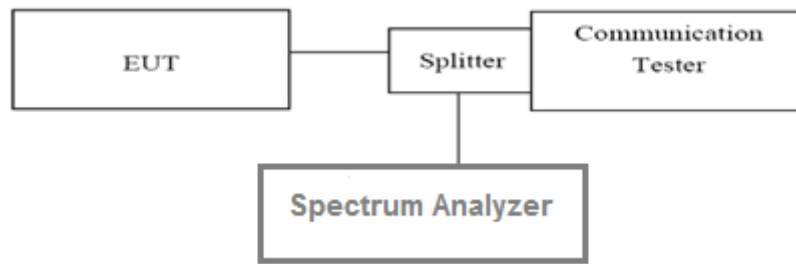 EUT
Splitter
Communication
Tester
Spectrum Analyzer